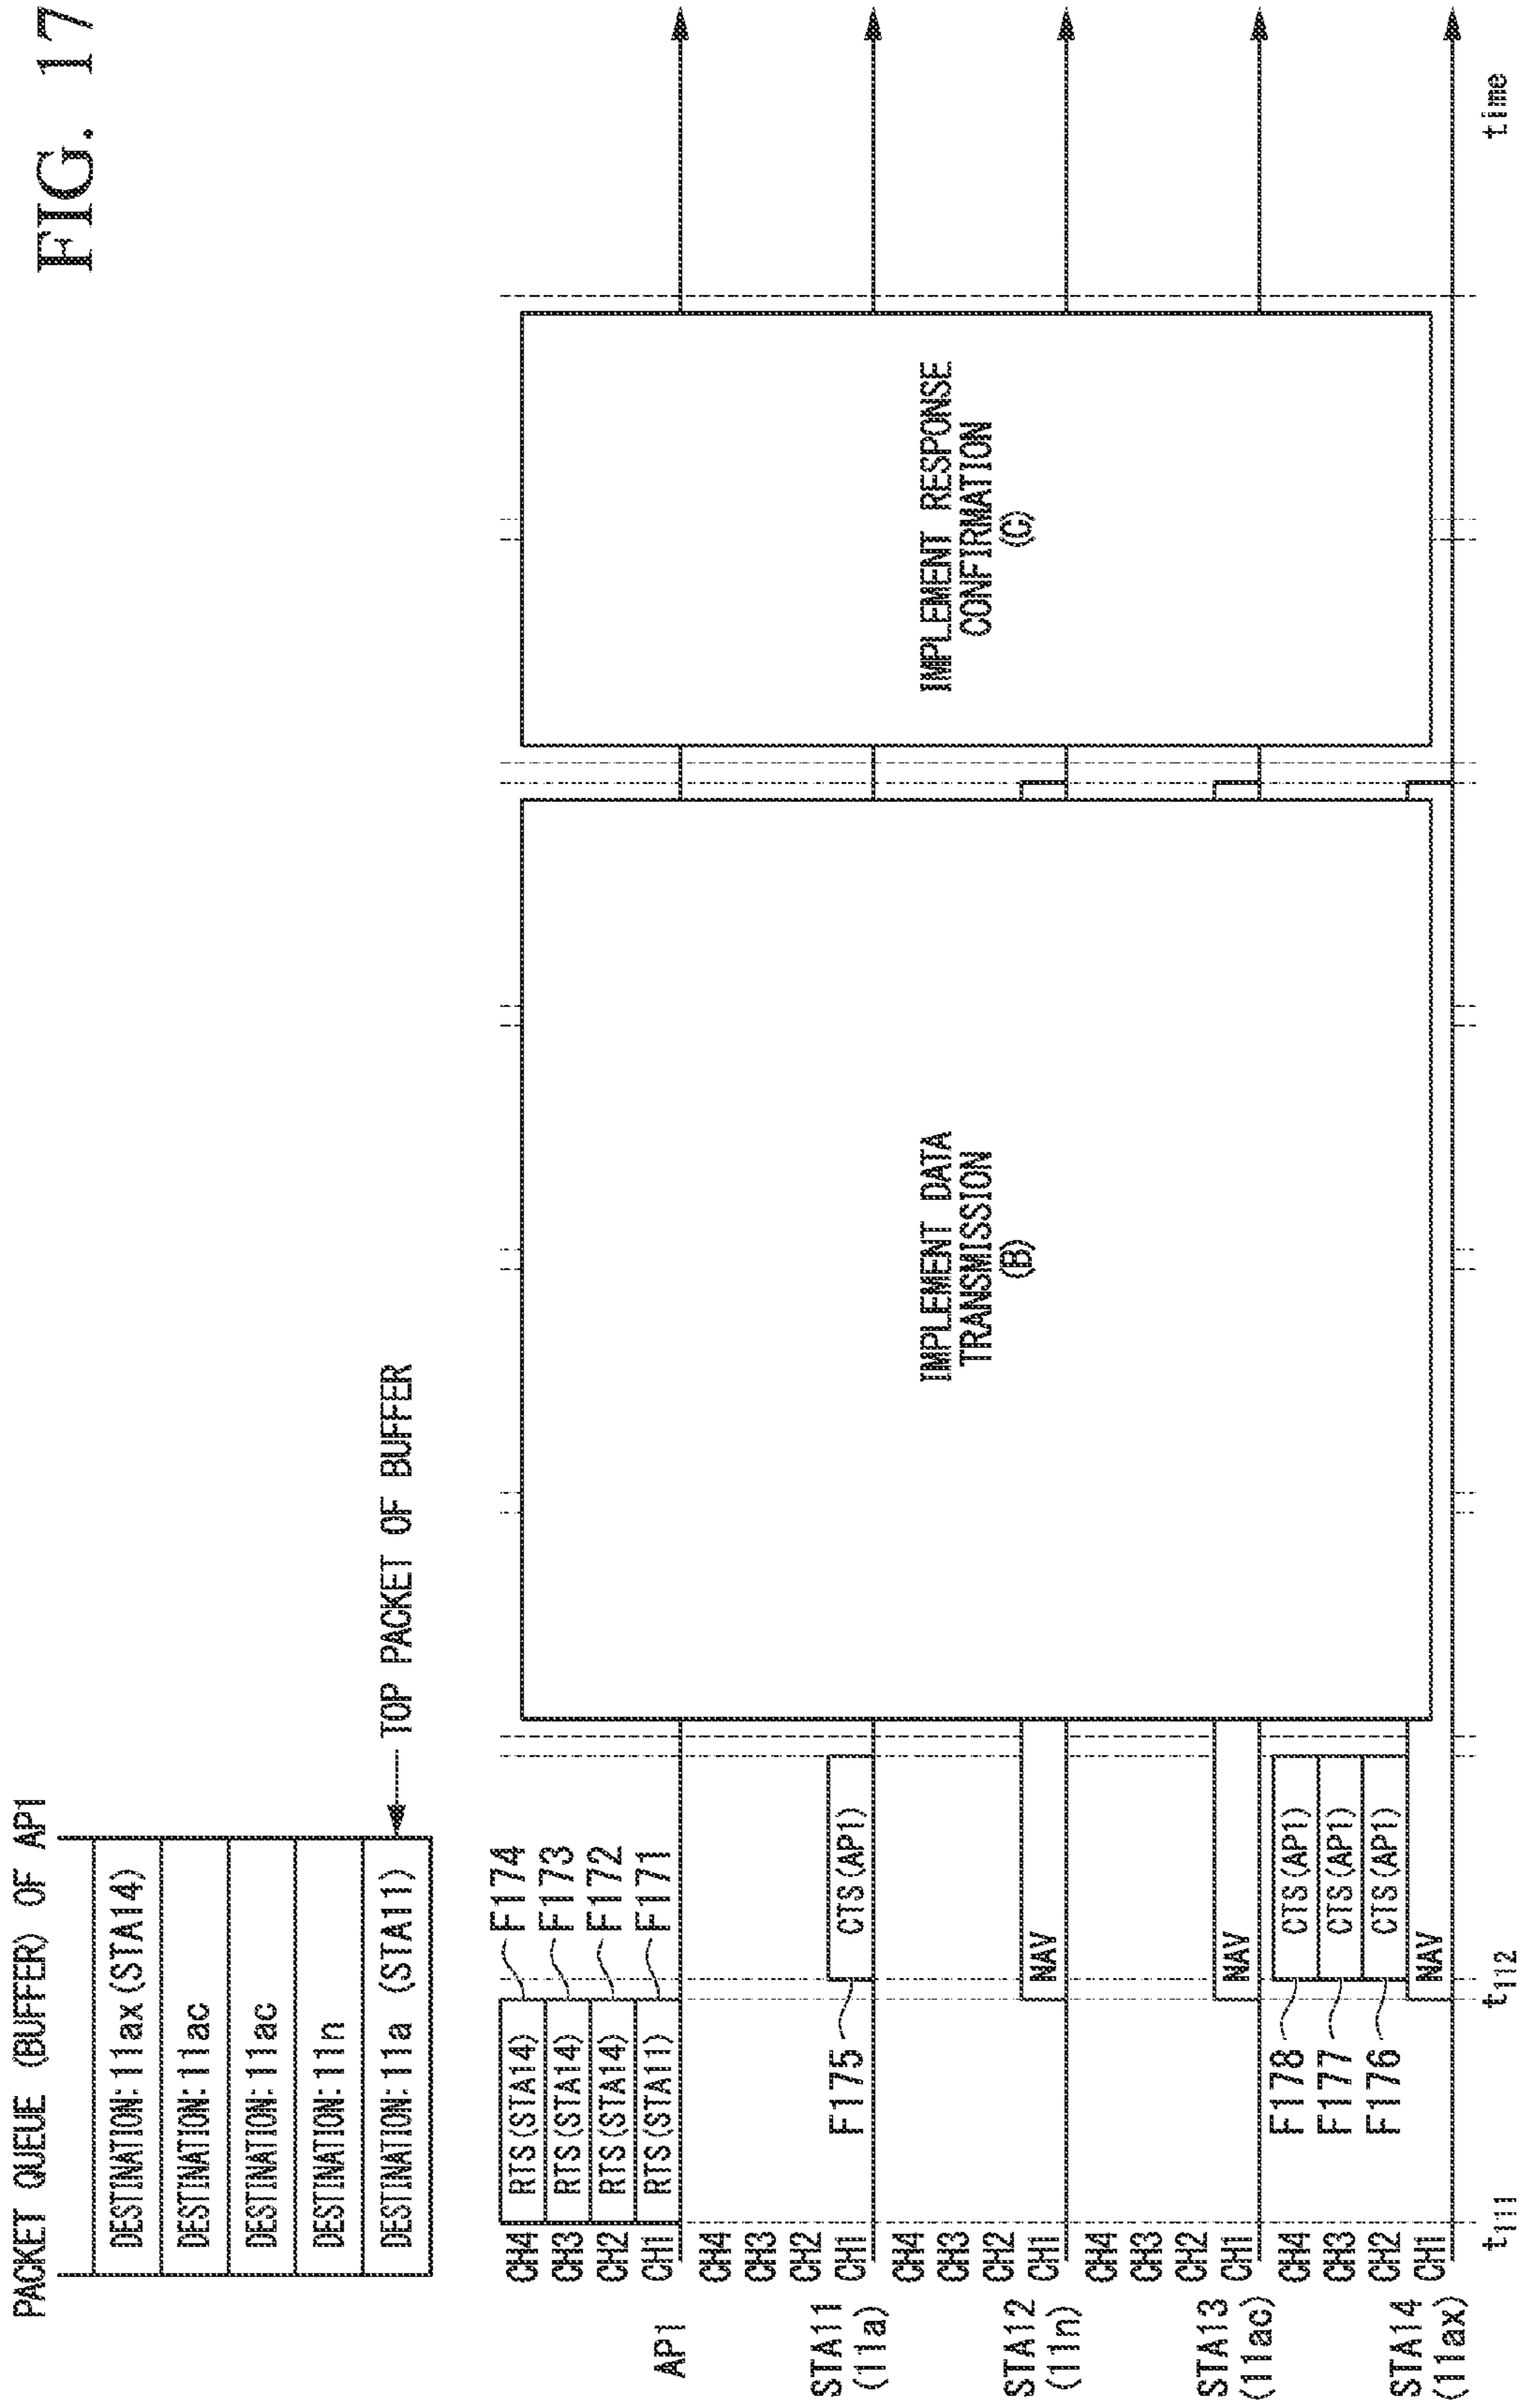 FIG. 17
PACKET QUEUE (BUFFER) OF AP1
DESTINATION:11ax(STA14)
DESTINATION:11ac
DESTINATION:11ac
DESTINATION:11n
DESTINATION:11a (STA11)
TOP PACKET OF BUFFER
AP1
CH4
CH3
CH2
CH1
RTS(STA14)
RTS(STA14)
RTS(STA14)
RTS(STA11)
F174
F173
F172
F171
STA11
(11a)
CH4
CH3
CH2
CH1
F175
CTS(AP1)
STA12
(11n)
CH4
CH3
CH2
CH1
NAV
STA13
(11ac)
CH4
CH3
CH2
CH1
NAV
STA14
(11ax)
CH4
CH3
CH2
CH1
F178
F177
F176
CTS(AP1)
CTS(AP1)
CTS(AP1)
NAV
IMPLEMENT DATA
TRANSMISSION
(B)
IMPLEMENT RESPONSE
CONFIRMATION
(C)
t111
t112
time